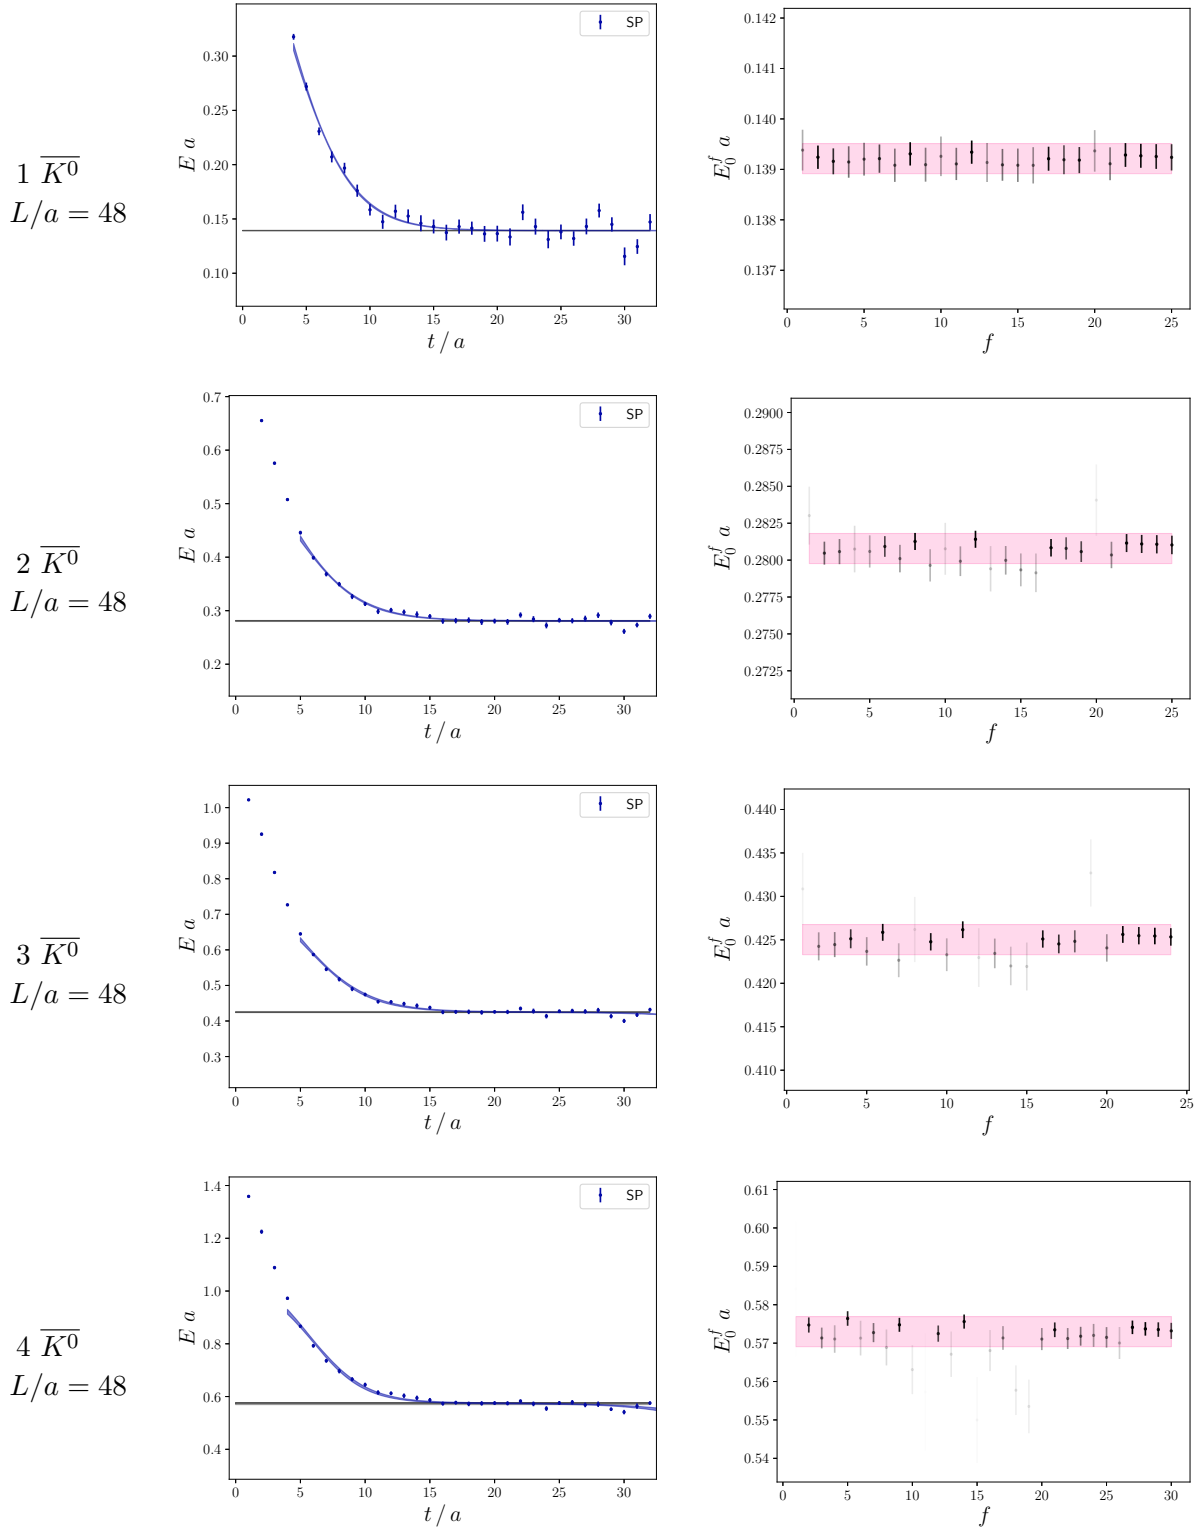 1 $\overline{K^0}$
L/a = 48
E a
0.30
0.25
0.20
0.15
0.10
SP
0 5 10 15 20 25 30
t / a
E_0^f a
0.142
0.141
0.140
0.139
0.138
0.137
0 5 10 15 20 25
f
2 $\overline{K^0}$
L/a = 48
E a
0.7
0.6
0.5
0.4
0.3
0.2
SP
0 5 10 15 20 25 30
t / a
E_0^f a
0.2900
0.2875
0.2850
0.2825
0.2800
0.2775
0.2750
0.2725
0 5 10 15 20 25
f
3 $\overline{K^0}$
L/a = 48
E a
1.0
0.9
0.8
0.7
0.6
0.5
0.4
0.3
SP
0 5 10 15 20 25 30
t / a
E_0^f a
0.440
0.435
0.430
0.425
0.420
0.415
0.410
0 5 10 15 20 25
f
4 $\overline{K^0}$
L/a = 48
E a
1.4
1.2
1.0
0.8
0.6
0.4
SP
0 5 10 15 20 25 30
t / a
E_0^f a
0.61
0.60
0.59
0.58
0.57
0.56
0.55
0.54
0 5 10 15 20 25 30
f